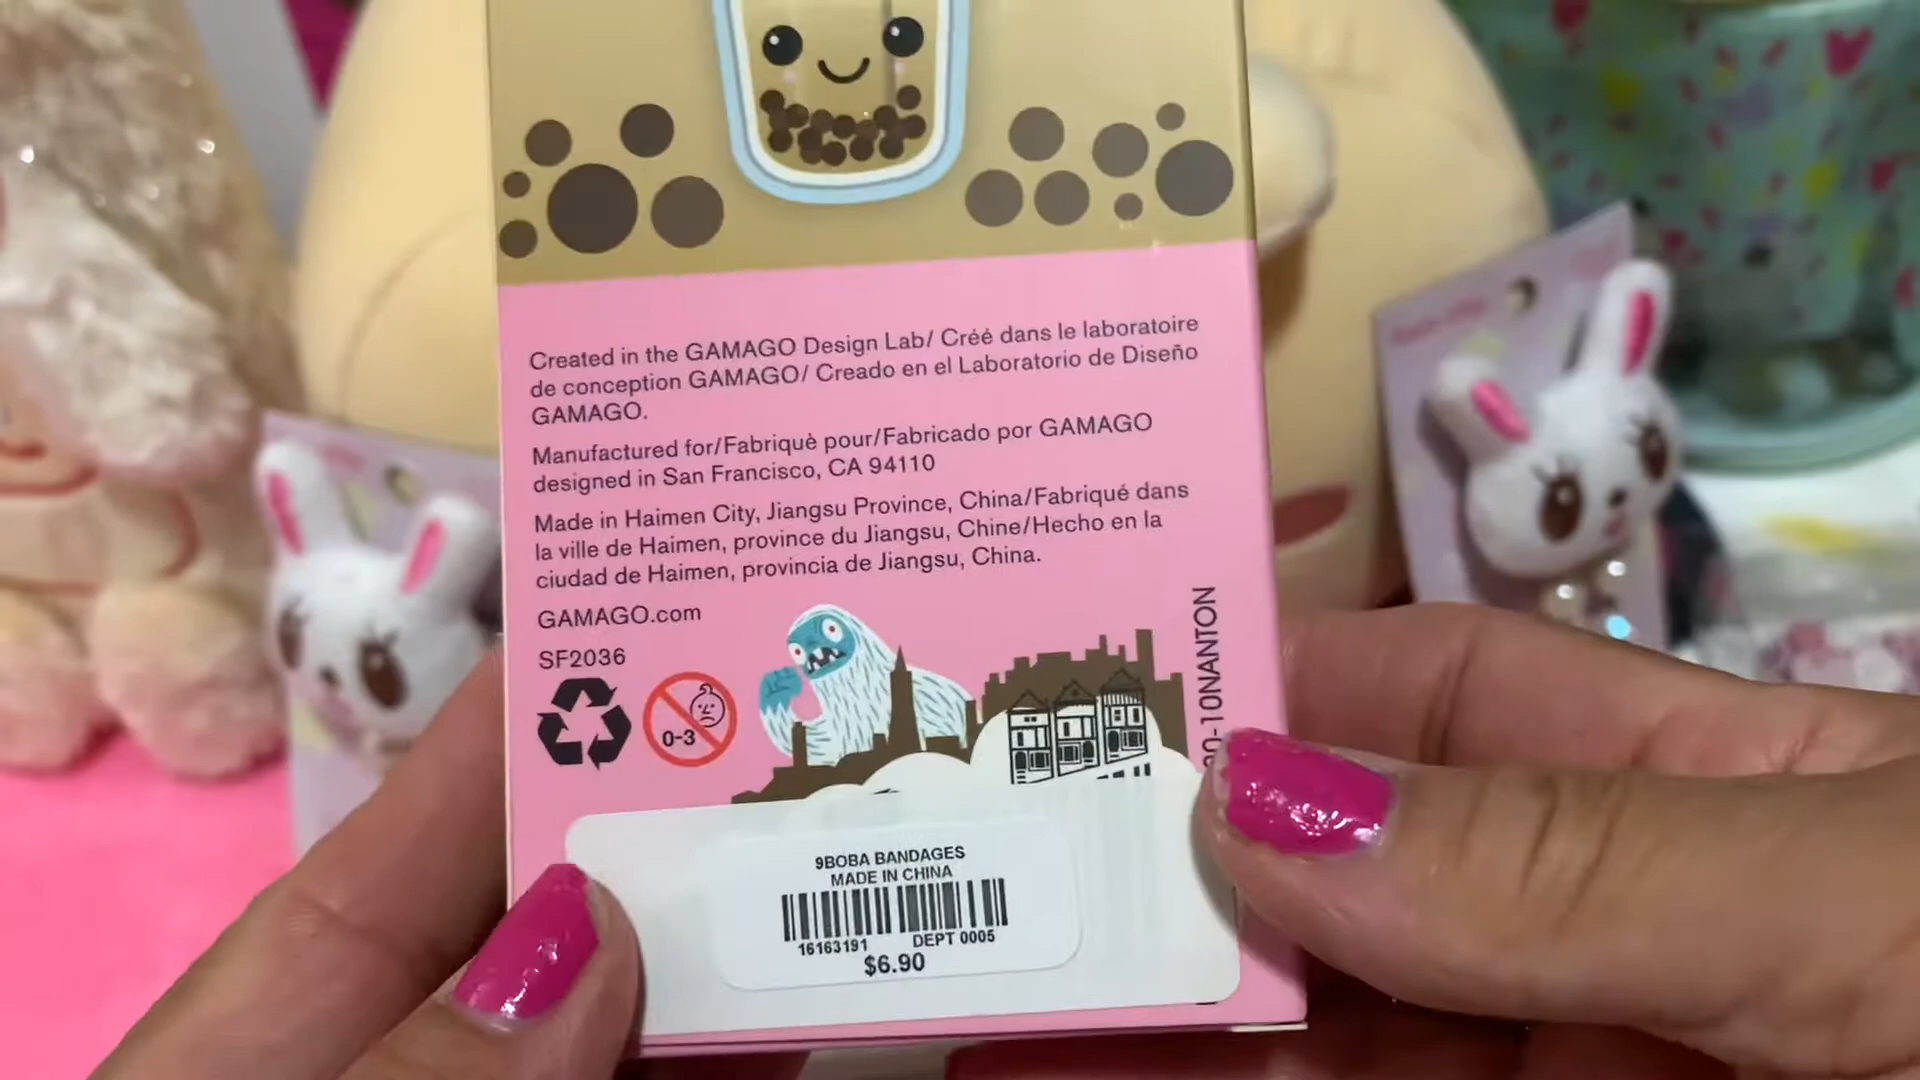 Created in the GAMAGO Design Lab/ Créé dans le laboratoire
de conception GAMAGO/ Creado en el Laboratorio de Diseño
GAMAGO.
Manufactured for/Fabriquè pour/Fabricado por GAMAGO
designed in San Francisco, CA 94110
Made in Haimen City, Jiangsu Province, China/Fabriqué dans
la ville de Haimen, province du Jiangsu, Chine/Hecho en la
ciudad de Haimen, provincia de Jiangsu, China.
GAMAGO.com
SF2036
0-3
9BOBA BANDAGES
MADE IN CHINA
16163191 DEPT 0005
$6.90